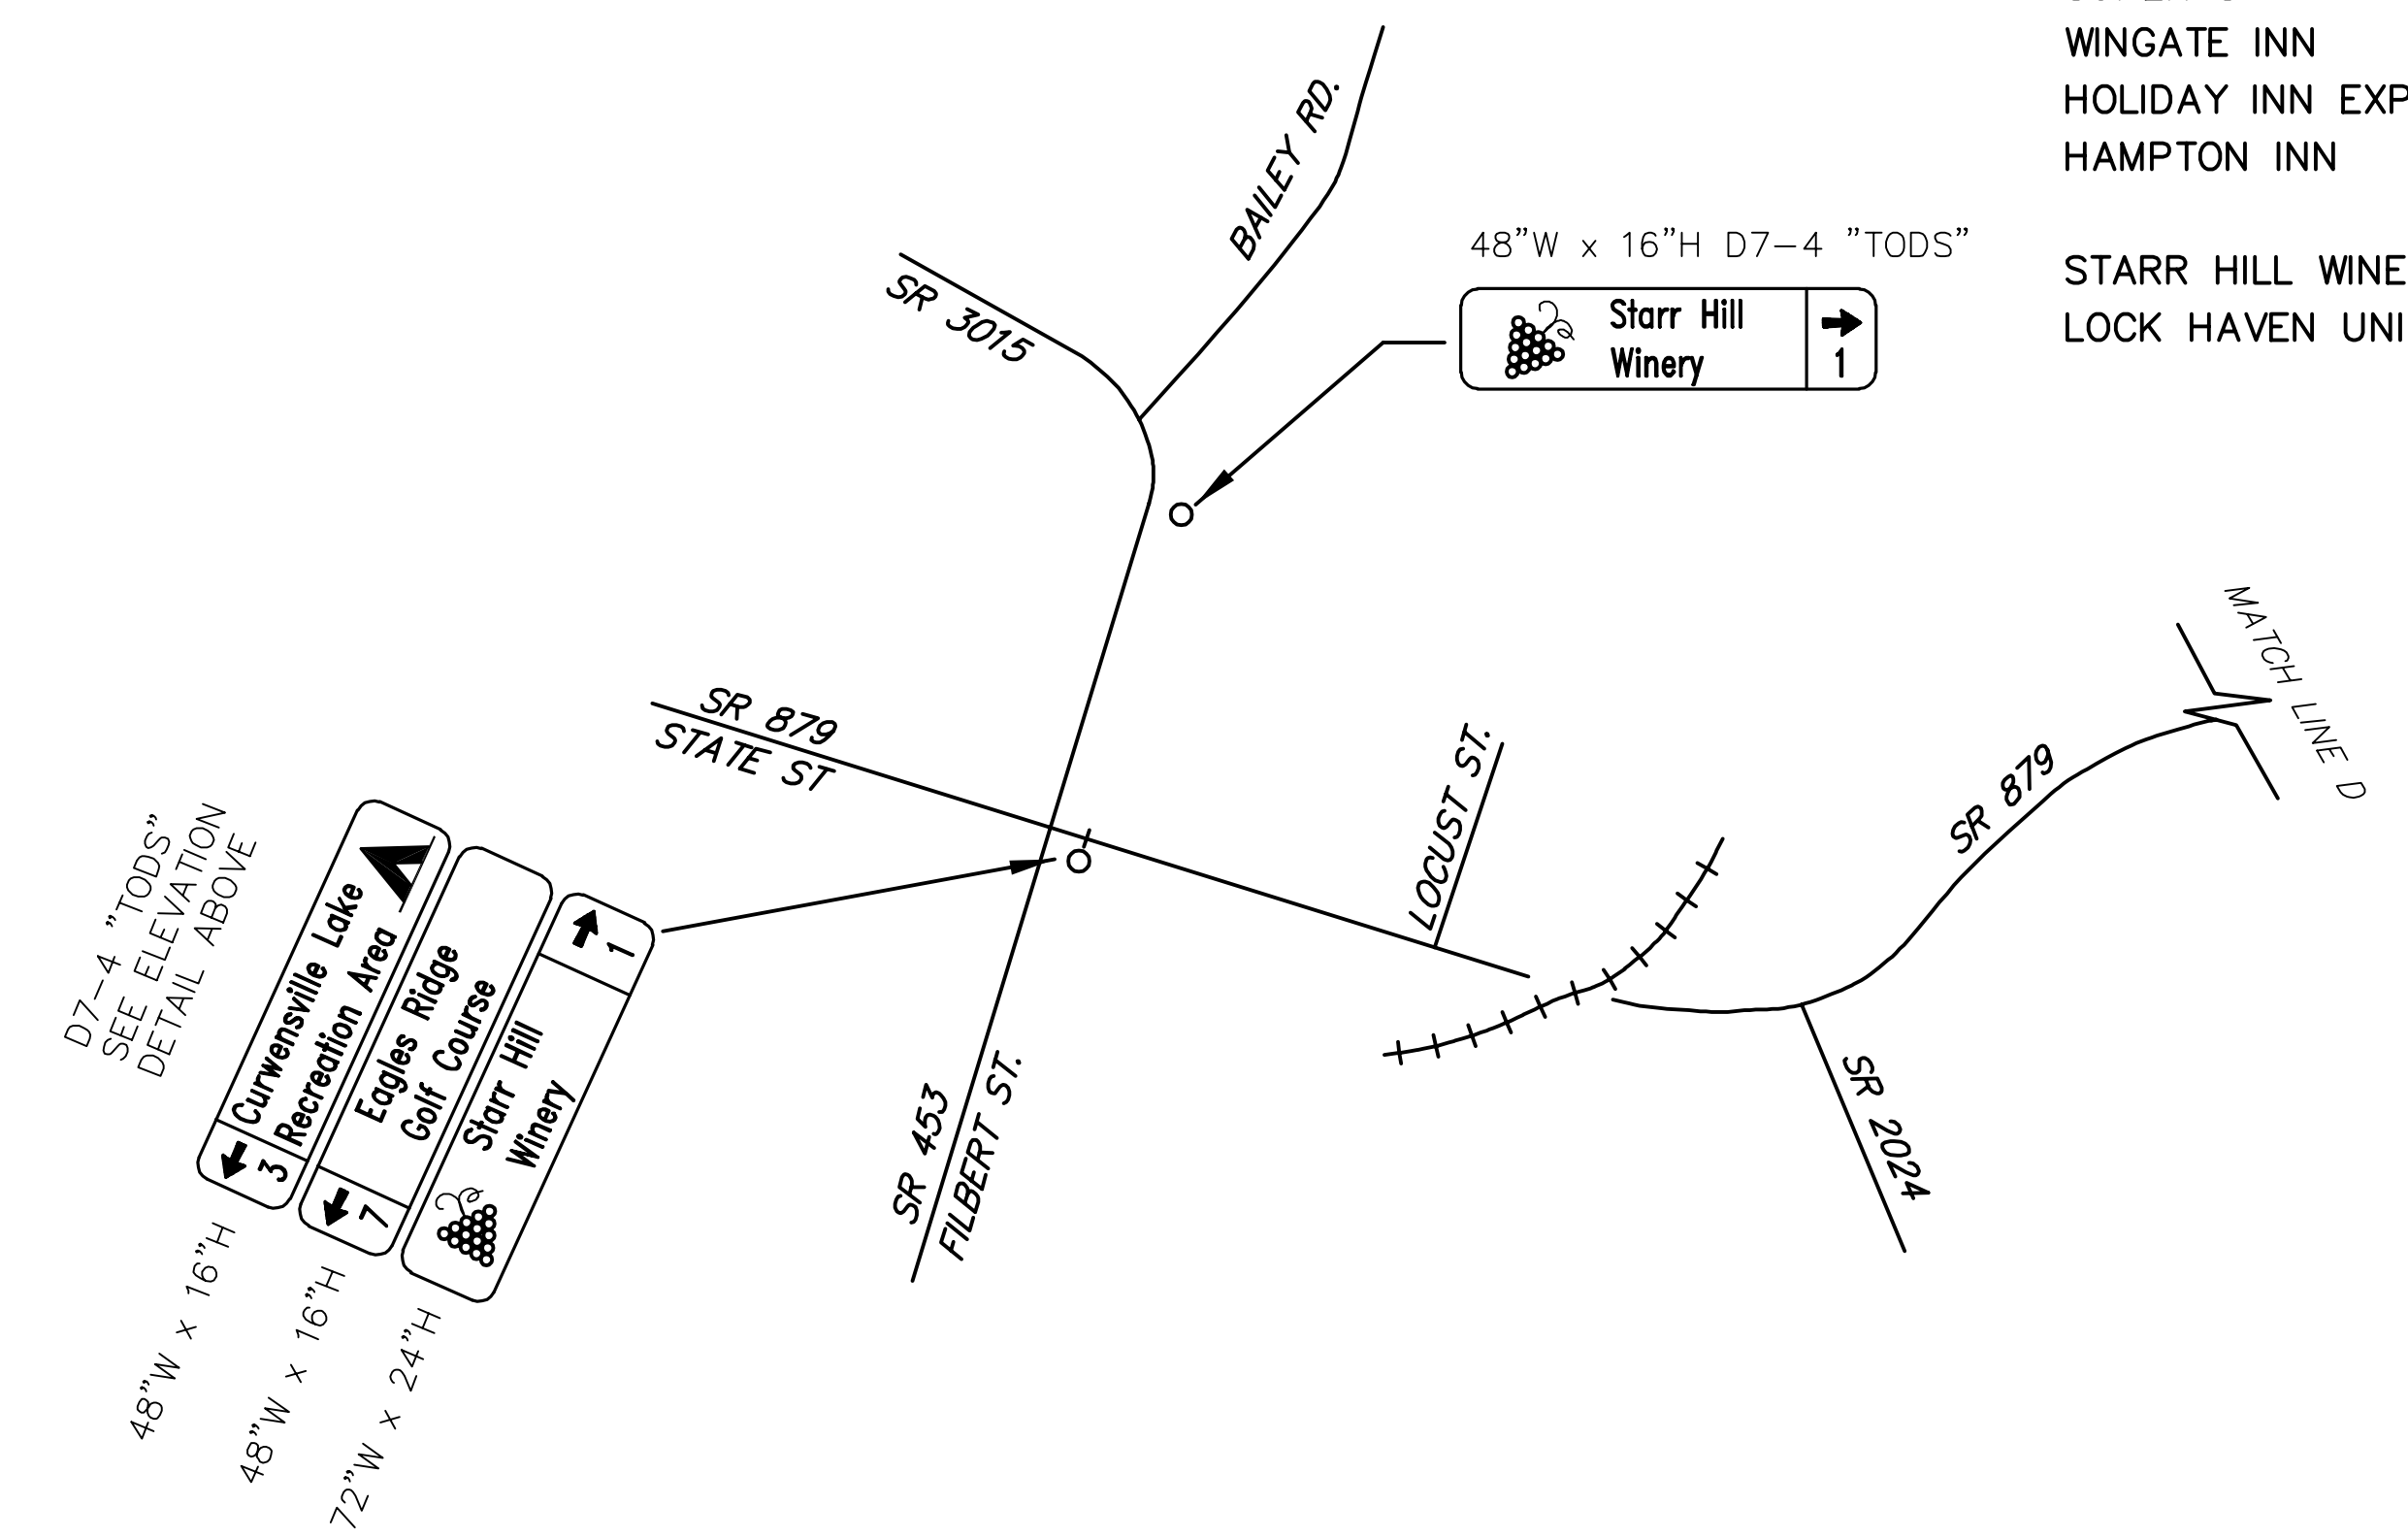 WINGATE INN
HOLIDAY INN EXP
HAMPTON INN
STARR HILL WINE
LOCK HAVEN UNI
BAILEY RD.
SR 3015
48"W x 16"H D7-4 "TODS"
Starr Hill
Winery
1
MATCH LINE D
SR 879
STATE ST
LOCUST ST.
SR 879
SR 2024
SR 453
FILBERT ST.
D7-4 "TODS"
SEE ELEVATION
DETAIL ABOVE
Curwensville Lake
Recreation Area
3
Eagles Ridge
Golf Course
7
Starr Hill
Winery
1
48"W x 16"H
48"W x 16"H
72"W x 24"H